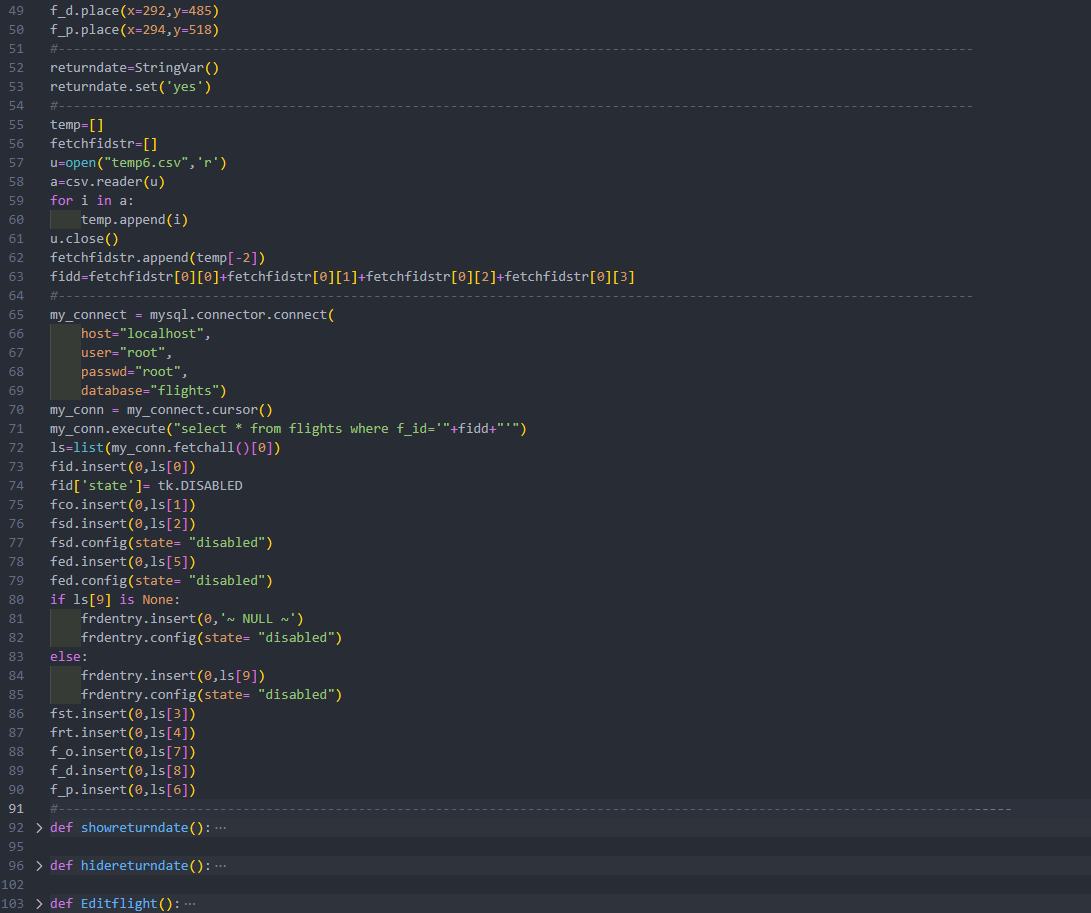 49 f_d.place(x=292,y=485)
50 f_p.place(x=294,y=518)
51 #----------------------------------------------------------------------------------------------------------------------
52 returndate=StringVar()
53 returndate.set('yes')
54 #----------------------------------------------------------------------------------------------------------------------
55 temp=[]
56 fetchfidstr=[]
57 u=open("temp6.csv",'r')
58 a=csv.reader(u)
59 for i in a:
60     temp.append(i)
61 u.close()
62 fetchfidstr.append(temp[-2])
63 fidd=fetchfidstr[0][0]+fetchfidstr[0][1]+fetchfidstr[0][2]+fetchfidstr[0][3]
64 #----------------------------------------------------------------------------------------------------------------------
65 my_connect = mysql.connector.connect(
66     host="localhost",
67     user="root",
68     passwd="root",
69     database="flights")
70 my_conn = my_connect.cursor()
71 my_conn.execute("select * from flights where f_id='"+fidd+"'")
72 ls=list(my_conn.fetchall()[0])
73 fid.insert(0,ls[0])
74 fid['state']= tk.DISABLED
75 fco.insert(0,ls[1])
76 fsd.insert(0,ls[2])
77 fsd.config(state= "disabled")
78 fed.insert(0,ls[5])
79 fed.config(state= "disabled")
80 if ls[9] is None:
81     frdentry.insert(0,'~ NULL ~')
82     frdentry.config(state= "disabled")
83 else:
84     frdentry.insert(0,ls[9])
85     frdentry.config(state= "disabled")
86 fst.insert(0,ls[3])
87 frt.insert(0,ls[4])
88 f_o.insert(0,ls[7])
89 f_d.insert(0,ls[8])
90 f_p.insert(0,ls[6])
91 #---------------------------------------------------------------------------------------------------------------------------
92 > def showreturndate(): ···
95
96 > def hidereturndate(): ···
102
103 > def Editflight(): ···